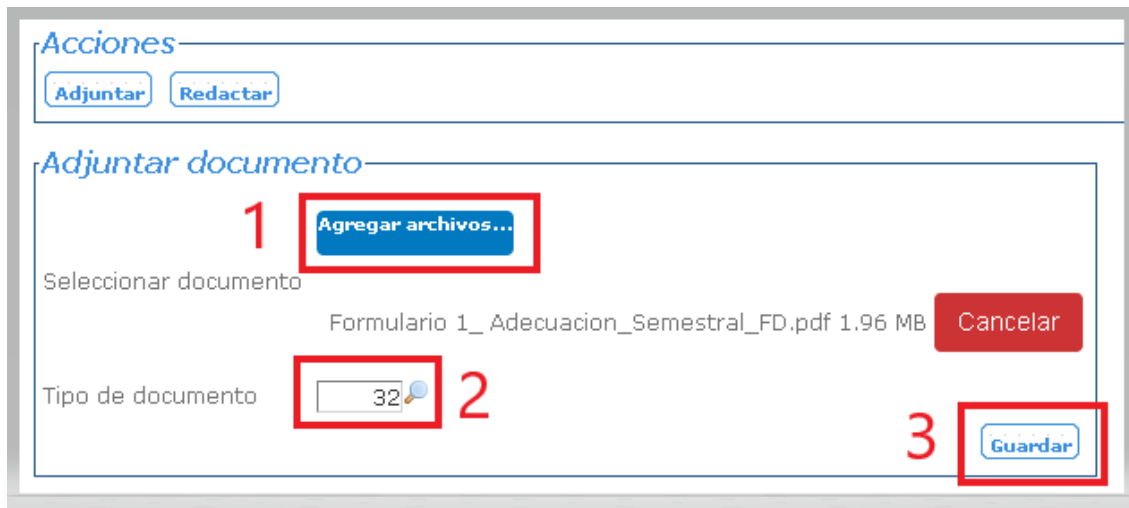 Acciones
Adjuntar Redactar
Adjuntar documento
1 Agregar archivos...
Seleccionar documento
Formulario 1_ Adecuacion_Semestral_FD.pdf 1.96 MB Cancelar
Tipo de documento 32 2
3 Guardar